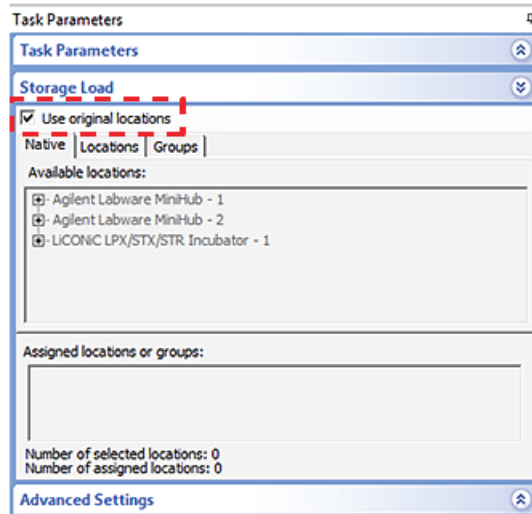 Task Parameters
Task Parameters
Storage Load
Use original locations
Native Locations Groups
Available locations:
Agilent Labware MiniHub - 1
Agilent Labware MiniHub - 2
LiCONiC LPX/STX/STR Incubator - 1
Assigned locations or groups:
Number of selected locations: 0
Number of assigned locations: 0
Advanced Settings